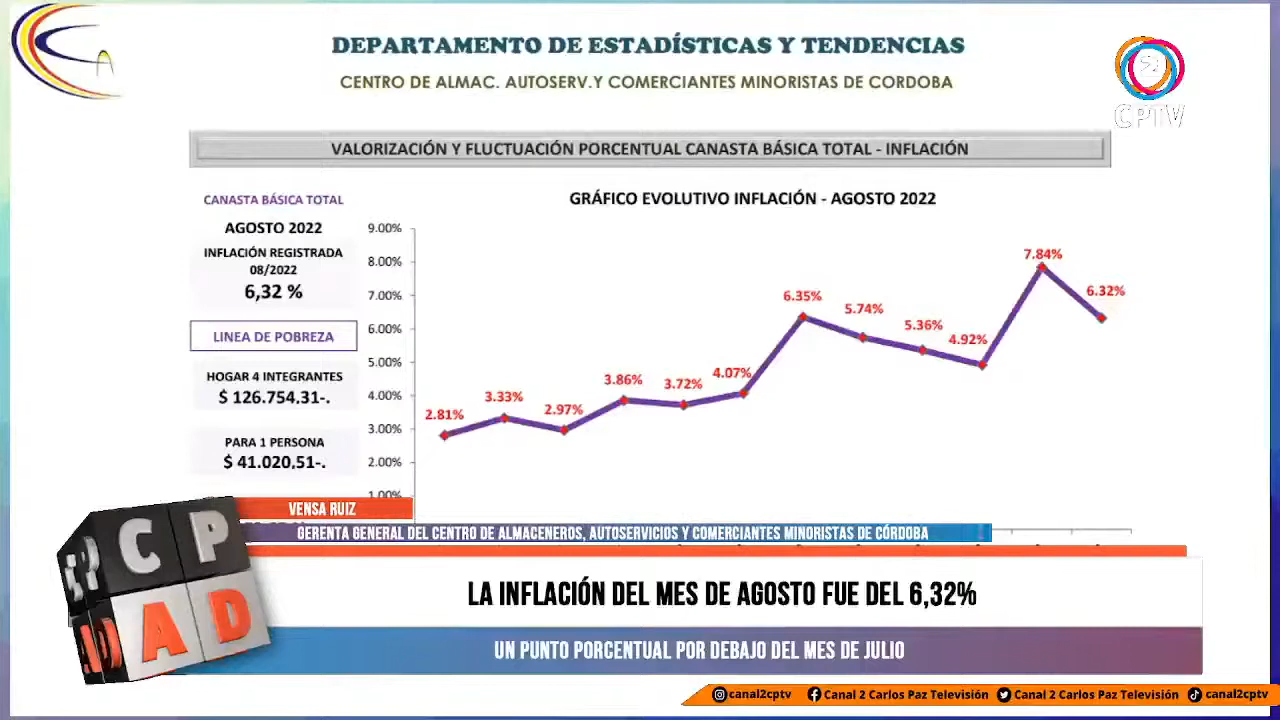 DEPARTAMENTO DE ESTADÍSTICAS Y TENDENCIAS
CENTRO DE ALMAC. AUTOSERV.Y COMERCIANTES MINORISTAS DE CORDOBA
CPTV
VALORIZACIÓN Y FLUCTUACIÓN PORCENTUAL CANASTA BÁSICA TOTAL - INFLACIÓN
CANASTA BÁSICA TOTAL
AGOSTO 2022
INFLACIÓN REGISTRADA
08/2022
6,32 %
LINEA DE POBREZA
HOGAR 4 INTEGRANTES
$ 126.754,31-.
PARA 1 PERSONA
$ 41.020,51-.
GRÁFICO EVOLUTIVO INFLACIÓN - AGOSTO 2022
9.00%
8.00%
7.00%
6.00%
5.00%
4.00%
3.00%
2.00%
1.00%
2.81%
3.33%
2.97%
3.86%
3.72%
4.07%
6.35%
5.74%
5.36%
4.92%
7.84%
6.32%
VENSA RUIZ
GERENTA GENERAL DEL CENTRO DE ALMACENEROS, AUTOSERVICIOS Y COMERCIANTES MINORISTAS DE CÓRDOBA
CP
AD
LA INFLACIÓN DEL MES DE AGOSTO FUE DEL 6,32%
UN PUNTO PORCENTUAL POR DEBAJO DEL MES DE JULIO
canal2cptv Canal 2 Carlos Paz Televisión Canal 2 Carlos Paz Televisión canal2cptv